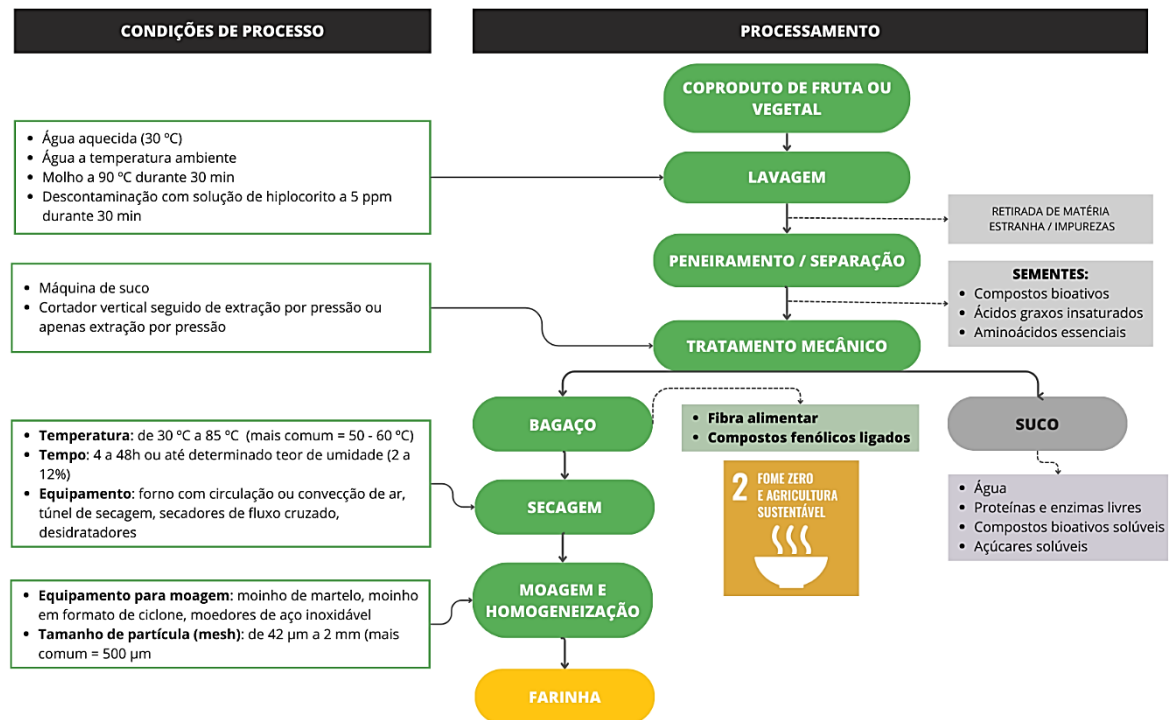 CONDIÇÕES DE PROCESSO
PROCESSAMENTO
COPRODUTO DE FRUTA OU
VEGETAL
• Água aquecida (30 ºC)
• Água a temperatura ambiente
• Molho a 90 ºC durante 30 min
• Descontaminação com solução de hiplocorito a 5 ppm
durante 30 min
LAVAGEM
RETIRADA DE MATÉRIA
ESTRANHA / IMPUREZAS
PENEIRAMENTO / SEPARAÇÃO
SEMENTES:
• Compostos bioativos
• Ácidos graxos insaturados
• Aminoácidos essenciais
• Máquina de suco
• Cortador vertical seguido de extração por pressão ou
apenas extração por pressão
TRATAMENTO MECÂNICO
BAGAÇO
• Fibra alimentar
• Compostos fenólicos ligados
SUCO
• Temperatura: de 30 ºC a 85 ºC (mais comum = 50 - 60 ºC)
• Tempo: 4 a 48h ou até determinado teor de umidade (2 a
12%)
• Equipamento: forno com circulação ou convecção de ar,
túnel de secagem, secadores de fluxo cruzado,
desidratadores
2 FOME ZERO
E AGRICULTURA
SUSTENTÁVEL
• Água
• Proteínas e enzimas livres
• Compostos bioativos solúveis
• Açúcares solúveis
SECAGEM
• Equipamento para moagem: moinho de martelo, moinho
em formato de ciclone, moedores de aço inoxidável
• Tamanho de partícula (mesh): de 42 μm a 2 mm (mais
comum = 500 μm
MOAGEM E
HOMOGENEIZAÇÃO
FARINHA